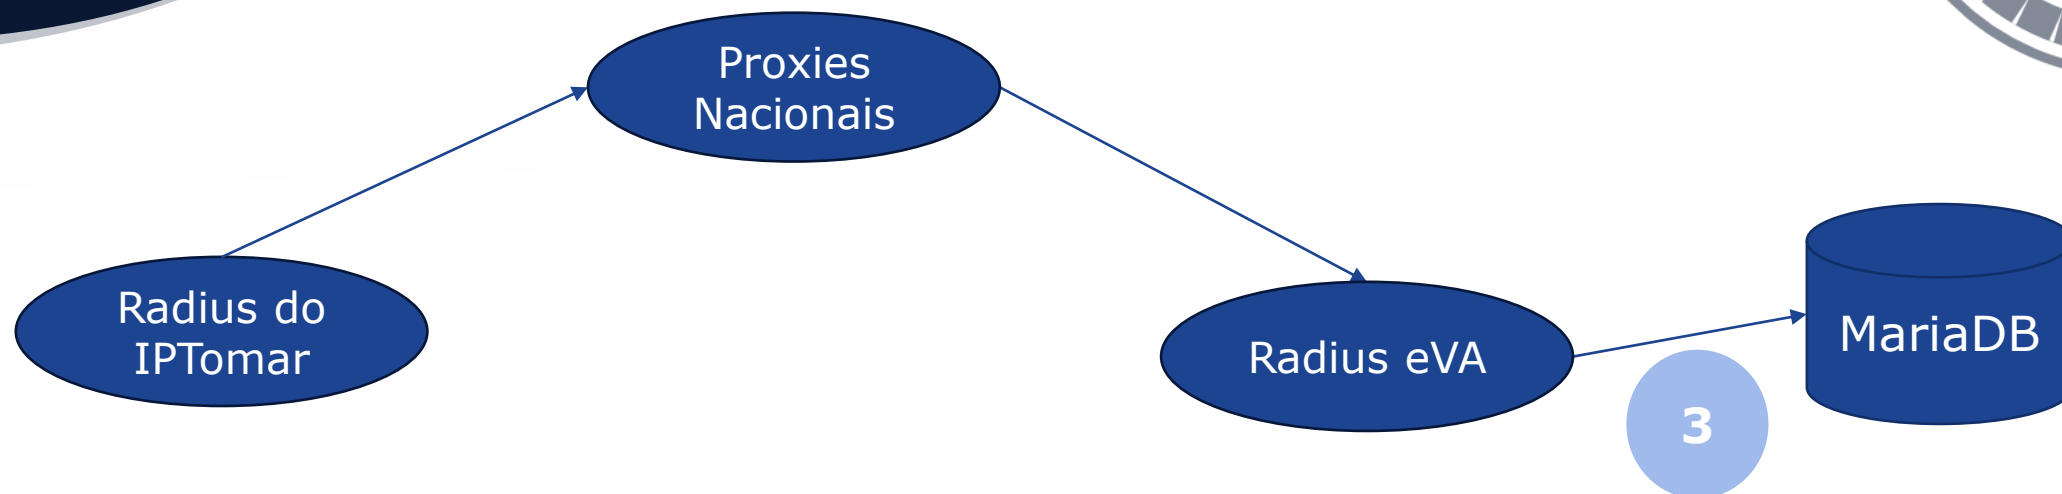 Proxies
Nacionais
Radius do
IPTomar
Radius eVA
MariaDB
3